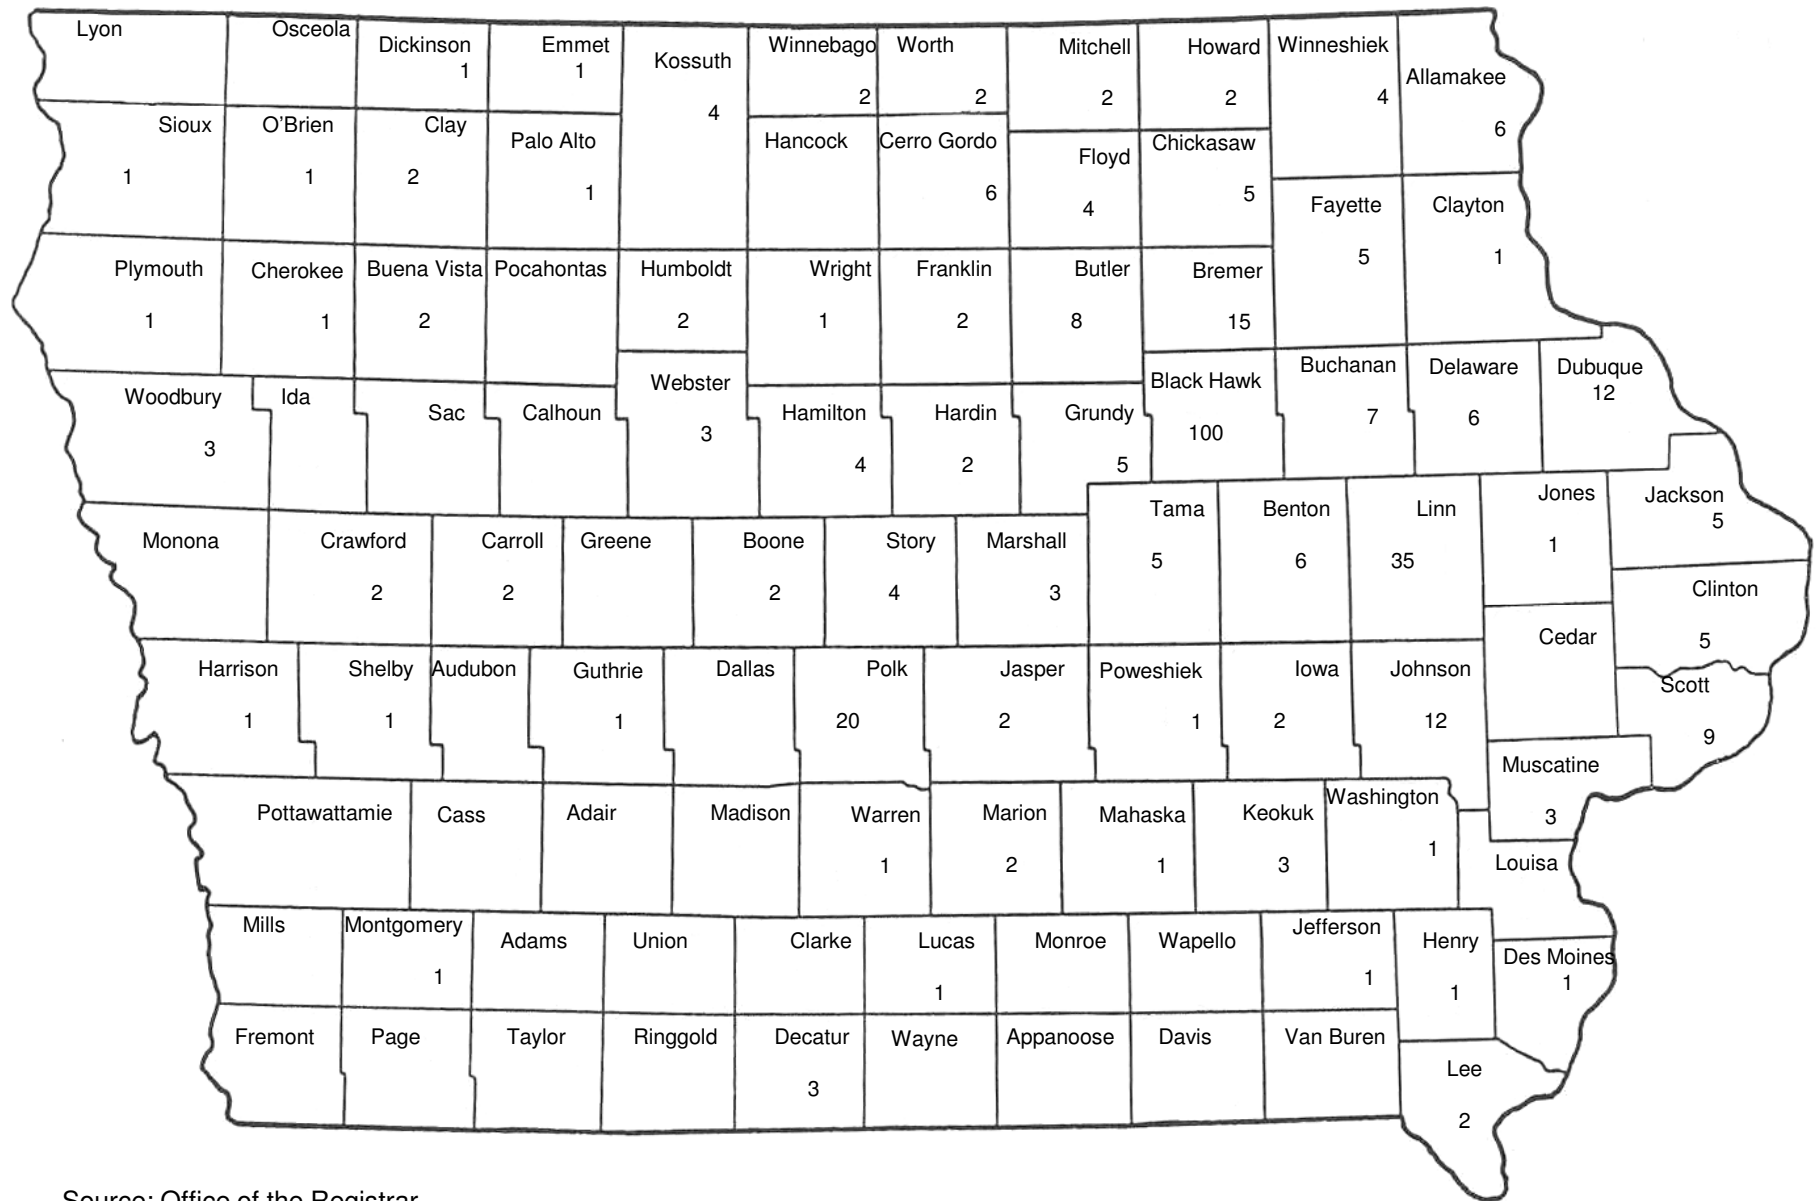 Lyon
Osceola
Dickinson
1
Emmet
1
Kossuth
4
Winnebago
2
Worth
2
Mitchell
2
Howard
2
Winneshiek
4
Allamakee
6
Sioux
1
O'Brien
1
Clay
2
Palo Alto
1
Hancock
Cerro Gordo
6
Floyd
4
Chickasaw
5
Fayette
5
Clayton
1
Plymouth
1
Cherokee
1
Buena Vista
2
Pocahontas
Humboldt
2
Wright
1
Franklin
2
Butler
8
Bremer
15
Woodbury
3
Ida
Sac
Calhoun
Webster
3
Hamilton
4
Hardin
2
Grundy
5
Black Hawk
100
Buchanan
7
Delaware
6
Dubuque
12
Monona
Crawford
2
Carroll
2
Greene
Boone
2
Story
4
Marshall
3
Tama
5
Benton
6
Linn
35
Jones
1
Jackson
5
Clinton
5
Cedar
Harrison
1
Shelby
1
Audubon
Guthrie
1
Dallas
Polk
20
Jasper
2
Poweshiek
1
Iowa
2
Johnson
12
Scott
9
Muscatine
3
Pottawattamie
Cass
Adair
Madison
Warren
1
Marion
2
Mahaska
1
Keokuk
3
Washington
1
Louisa
Mills
Montgomery
1
Adams
Union
Clarke
Lucas
1
Monroe
Wapello
Jefferson
1
Henry
1
Des Moines
1
Fremont
Page
Taylor
Ringgold
Decatur
3
Wayne
Appanoose
Davis
Van Buren
Lee
2
Source: Office of the Registrar